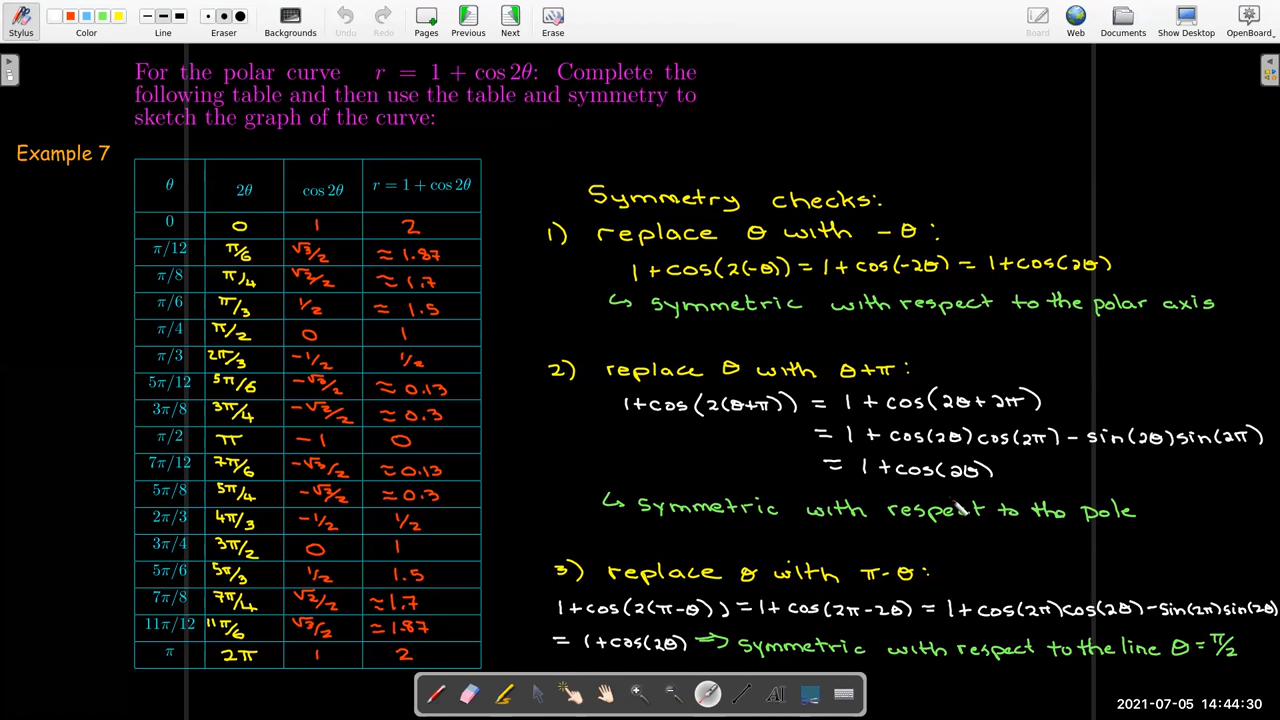 Stylus Color Line Eraser Backgrounds Undo Redo Pages Previous Next Erase Board Web Documents Show Desktop OpenBoard
For the polar curve r = 1 + cos 2θ: Complete the
following table and then use the table and symmetry to
sketch the graph of the curve:
Example 7
θ 2θ cos 2θ r = 1 + cos 2θ
0 0 1 2
π/12 π/6 √3/2 ≈ 1.87
π/8 π/4 √2/2 ≈ 1.7
π/6 π/3 1/2 ≈ 1.5
π/4 π/2 0 1
π/3 2π/3 -1/2 1/2
5π/12 5π/6 -√3/2 ≈ 0.13
3π/8 3π/4 -√2/2 ≈ 0.3
π/2 π -1 0
7π/12 7π/6 -√3/2 ≈ 0.13
5π/8 5π/4 -√2/2 ≈ 0.3
2π/3 4π/3 -1/2 1/2
3π/4 3π/2 0 1
5π/6 5π/3 1/2 1.5
7π/8 7π/4 √2/2 ≈ 1.7
11π/12 11π/6 √3/2 ≈ 1.87
π 2π 1 2
Symmetry checks:
1) replace θ with -θ:
1+cos(2(-θ)) = 1+cos(-2θ) = 1+cos(2θ)
↳ symmetric with respect to the polar axis
2) replace θ with θ+π:
1+cos(2(θ+π)) = 1 + cos(2θ+2π)
= 1 + cos(2θ)cos(2π) - sin(2θ)sin(2π)
= 1+cos(2θ)
↳ symmetric with respect to the pole
3) replace θ with π-θ:
1+cos(2(π-θ)) = 1+cos(2π-2θ) = 1+cos(2π)cos(2θ)-sin(2π)sin(2θ)
= 1+cos(2θ) ⇒ symmetric with respect to the line θ=π/2
2021-07-05 14:44:30